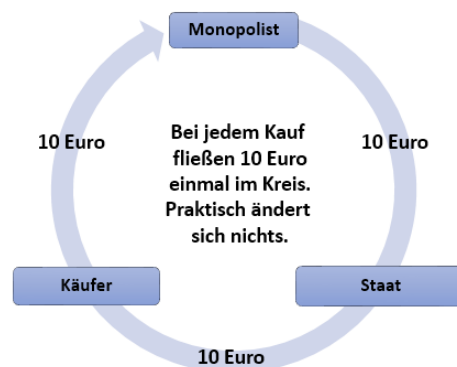 Monopolist
10 Euro
Bei jedem Kauf
fließen 10 Euro
einmal im Kreis.
Praktisch ändert
sich nichts.
10 Euro
Käufer
Staat
10 Euro